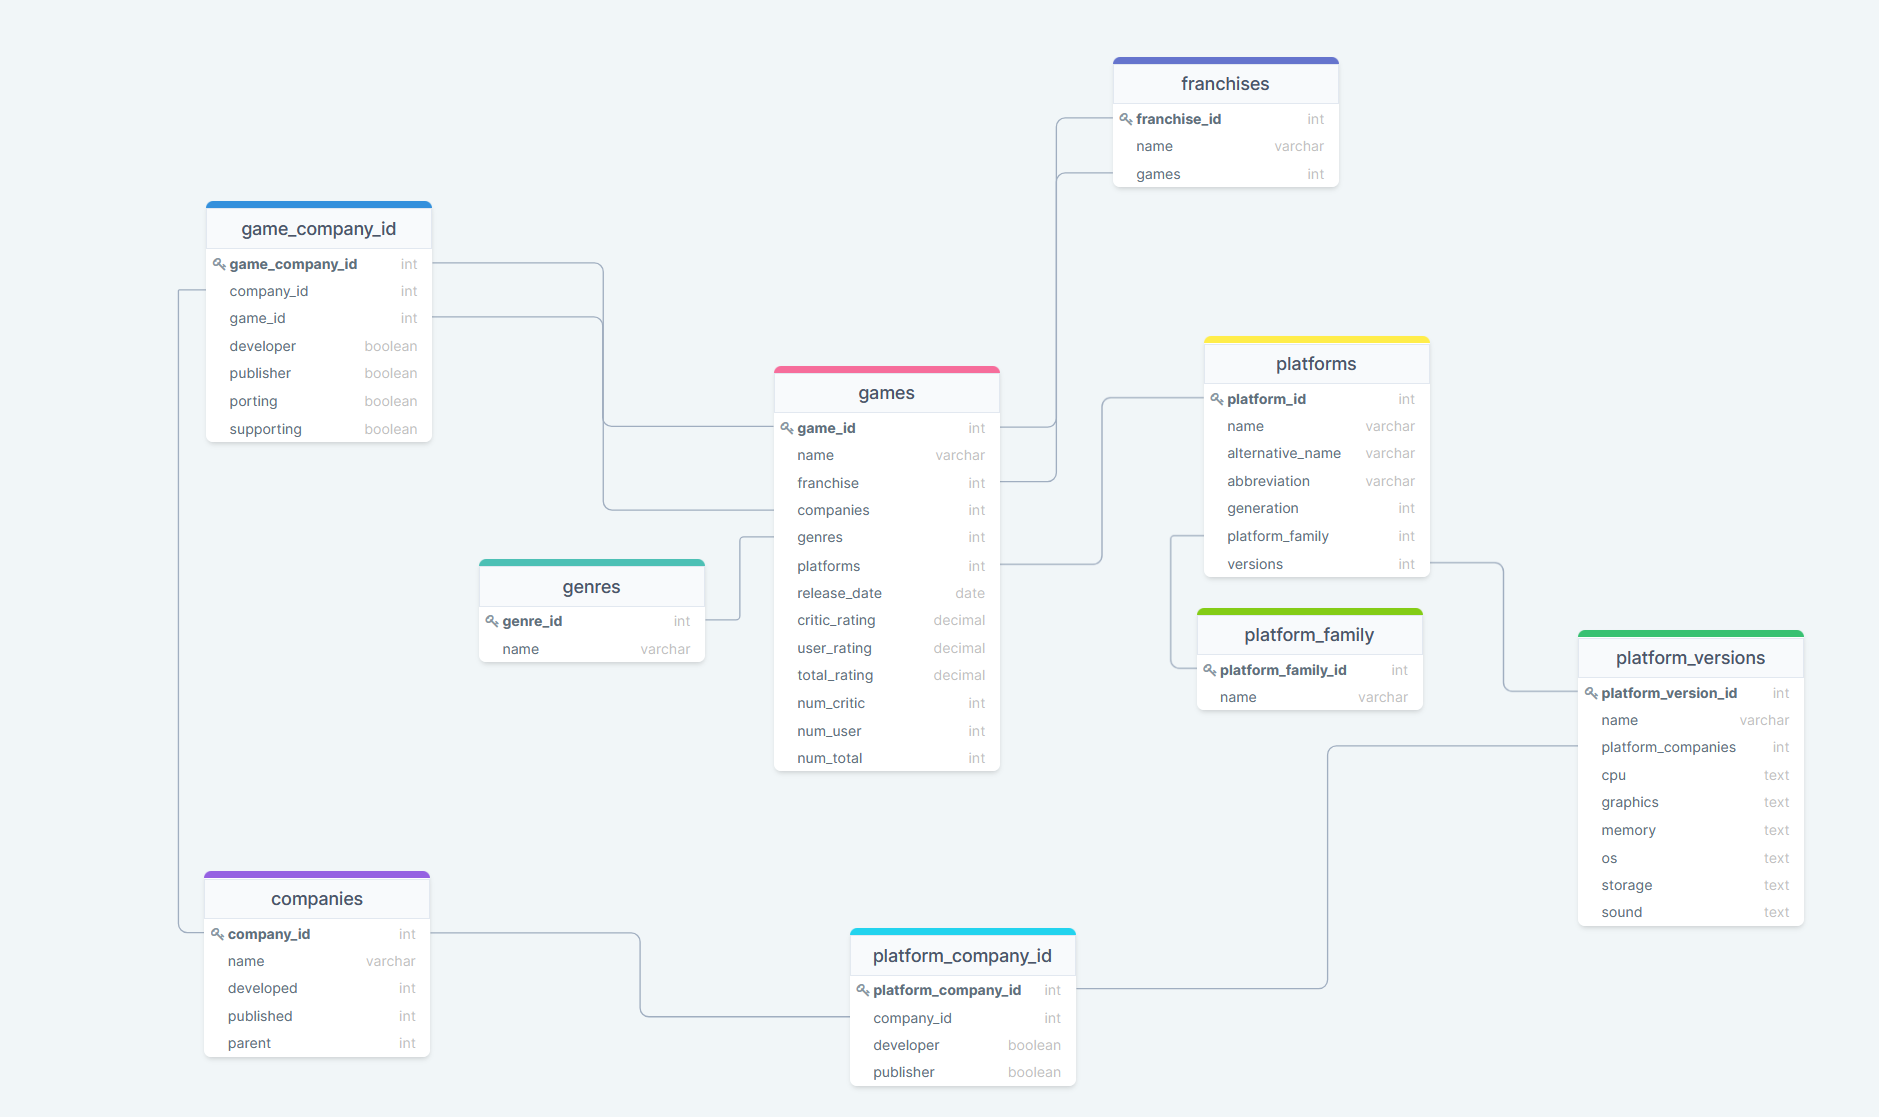 franchises
franchise_id int
name varchar
games int
game_company_id
game_company_id int
company_id int
game_id int
developer boolean
publisher boolean
porting boolean
supporting boolean
platforms
platform_id int
name varchar
alternative_name varchar
abbreviation varchar
generation int
platform_family int
versions int
games
game_id int
name varchar
franchise int
companies int
genres int
platforms int
release_date date
critic_rating decimal
user_rating decimal
total_rating decimal
num_critic int
num_user int
num_total int
genres
genre_id int
name varchar
platform_family
platform_family_id int
name varchar
platform_versions
platform_version_id int
name varchar
platform_companies int
cpu text
graphics text
memory text
os text
storage text
sound text
companies
company_id int
name varchar
developed int
published int
parent int
platform_company_id
platform_company_id int
company_id int
developer boolean
publisher boolean